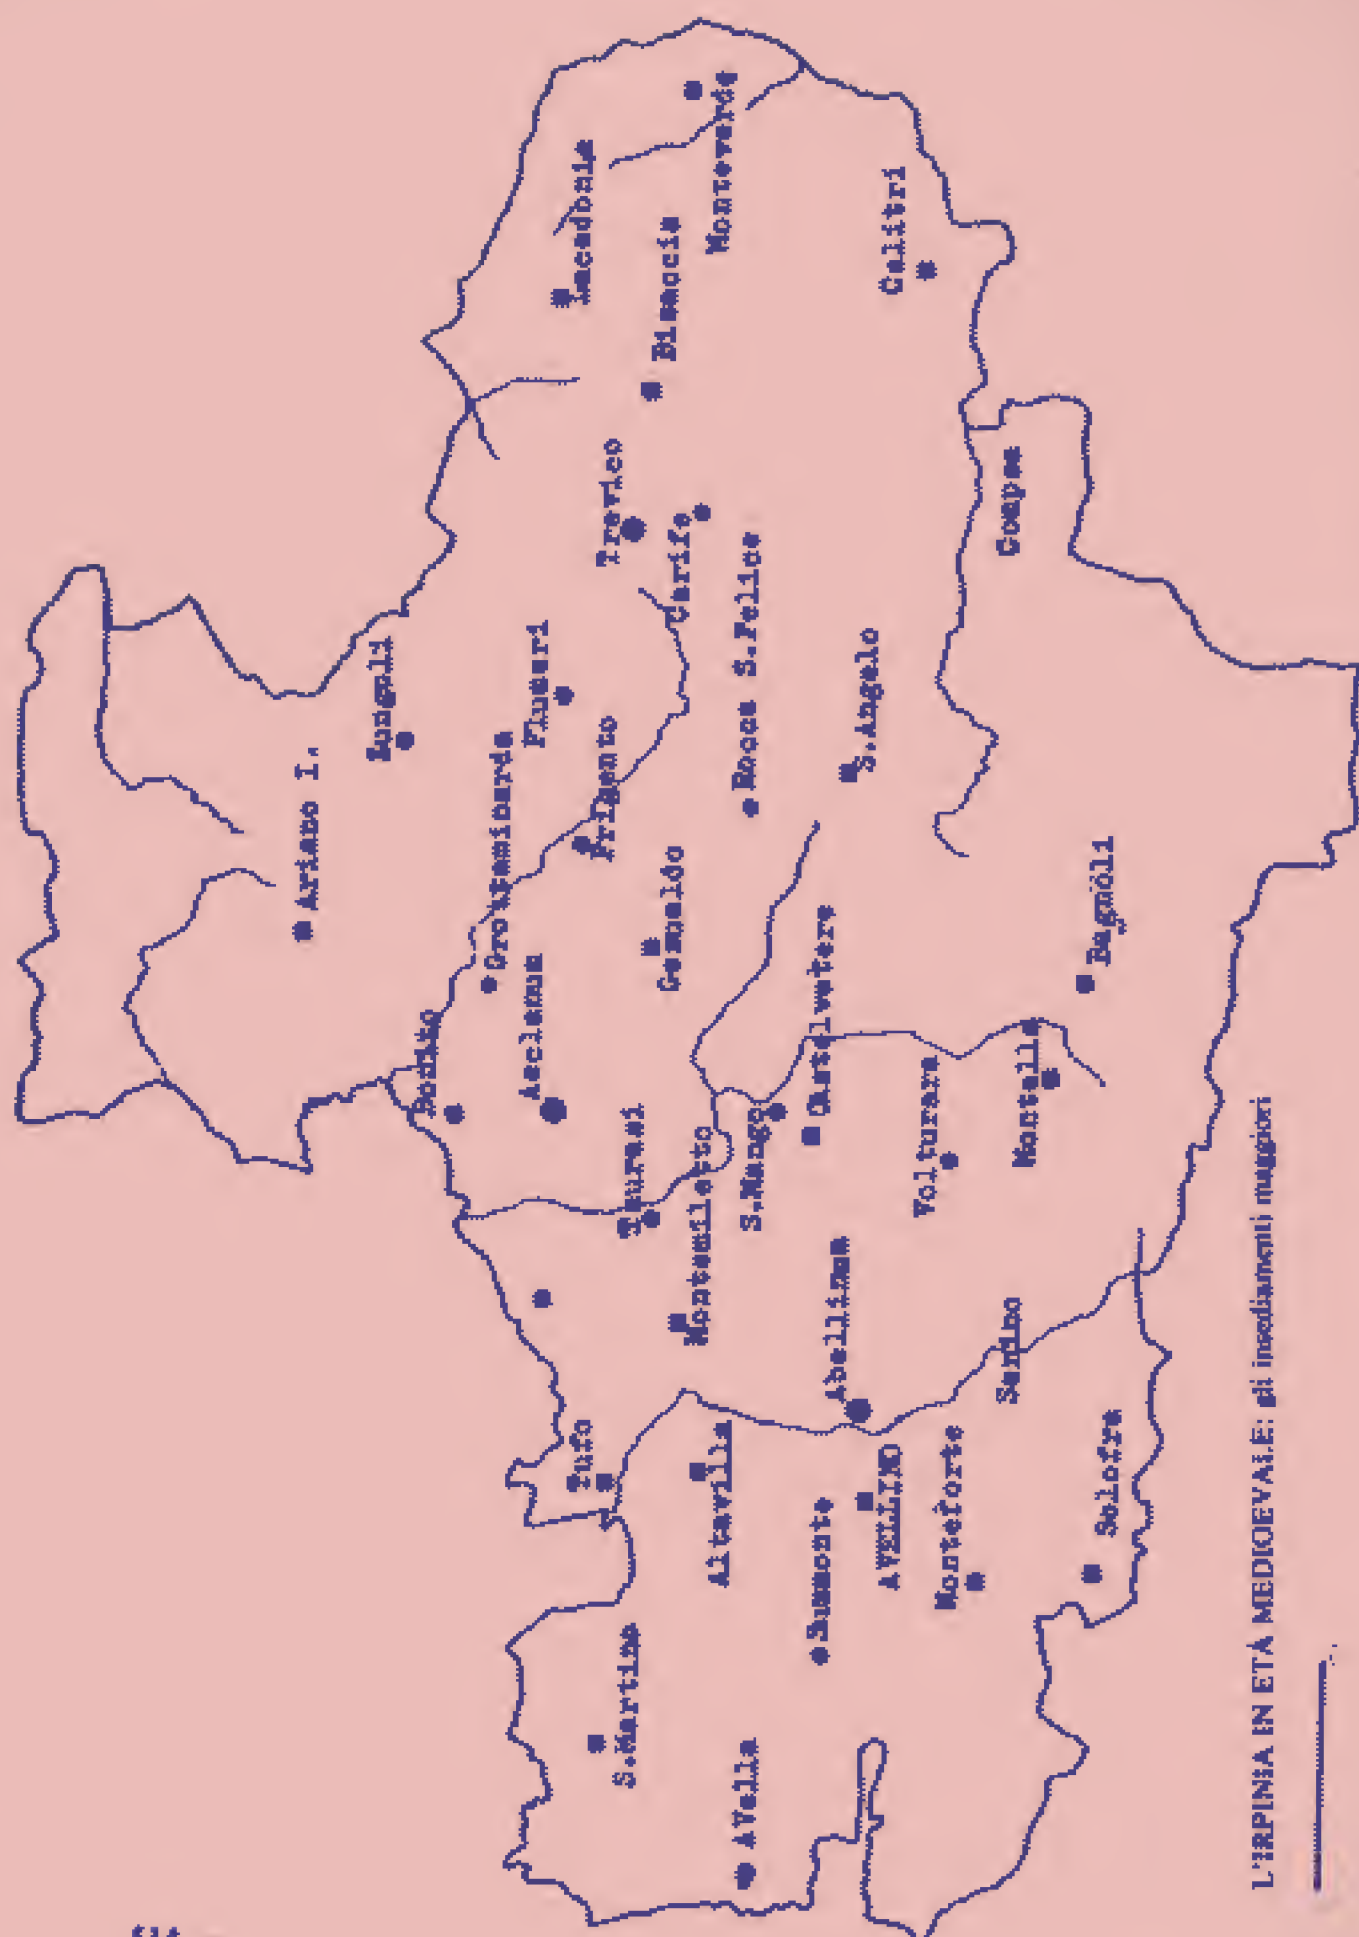 Ariano I.
Zungoli
Lacedonia
Monteverde
Bisaccia
Calitri
Trevico
Carife
Flumeri
Grottaminarda
Frigento
Rocca S.Felice
S.Angelo
Compsa
Bonito
Aeclanum
Gesualdo
Castelvetere
Bagnoli
Taurasi
Montemiletto
S.Mango
Volturara
Montella
Tufo
Altavilla
Abellinum
Serino
Summonte
AVELLINO
Monteforte
Solofra
S.Martino
AVella
L'IRPINIA IN ETÀ MEDIOEVALE: gli insediamenti maggiori